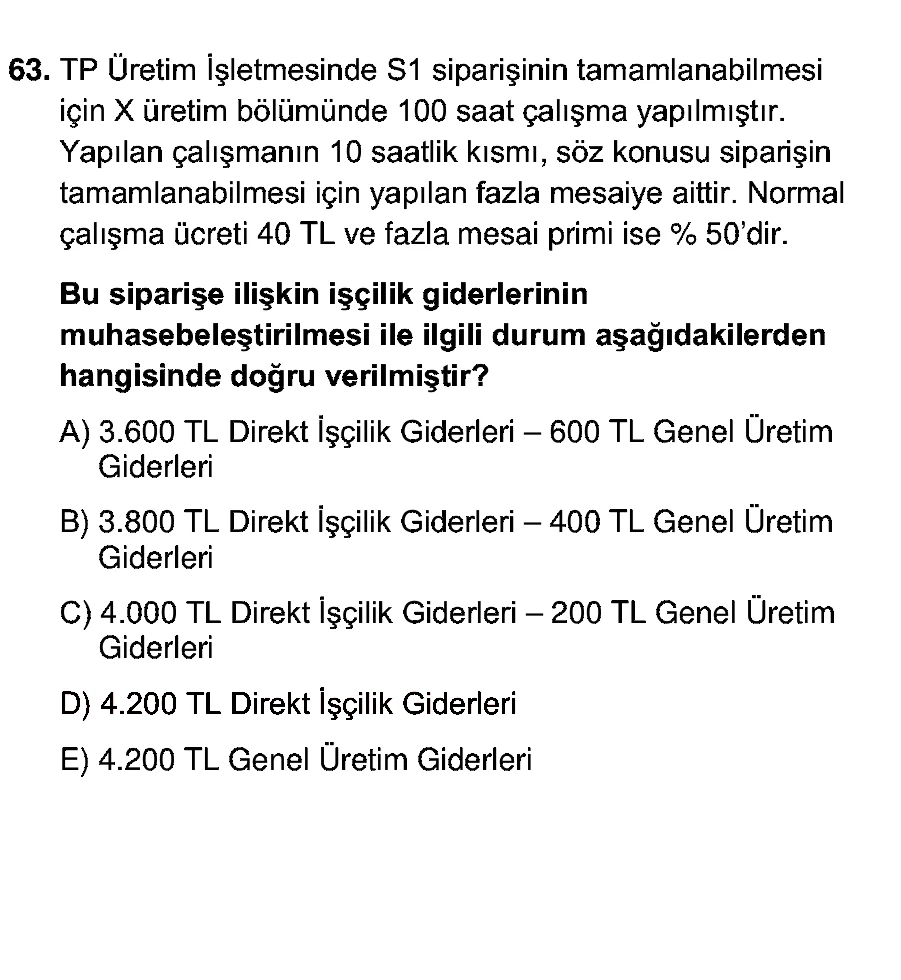 63. TP Üretim İşletmesinde S1 siparişinin tamamlanabilmesi
için X üretim bölümünde 100 saat çalışma yapılmıştır.
Yapılan çalışmanın 10 saatlik kısmı, söz konusu siparişin
tamamlanabilmesi için yapılan fazla mesaiye aittir. Normal
çalışma ücreti 40 TL ve fazla mesai primi ise % 50’dir.
Bu siparişe ilişkin işçilik giderlerinin
muhasebeleştirilmesi ile ilgili durum aşağıdakilerden
hangisinde doğru verilmiştir?
A) 3.600 TL Direkt İşçilik Giderleri – 600 TL Genel Üretim
Giderleri
B) 3.800 TL Direkt İşçilik Giderleri – 400 TL Genel Üretim
Giderleri
C) 4.000 TL Direkt İşçilik Giderleri – 200 TL Genel Üretim
Giderleri
D) 4.200 TL Direkt İşçilik Giderleri
E) 4.200 TL Genel Üretim Giderleri